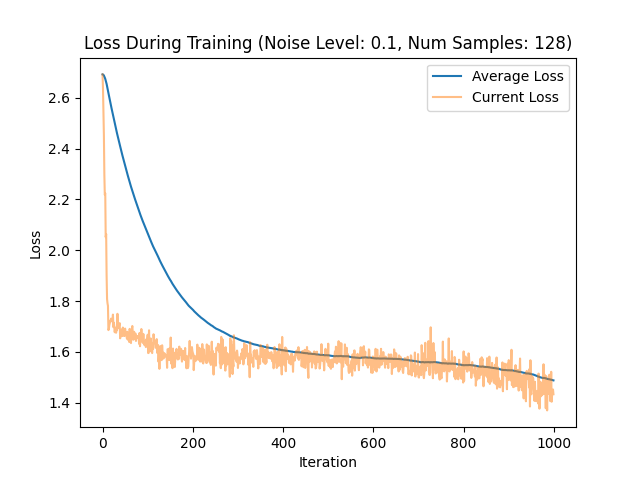 Loss During Training (Noise Level: 0.1, Num Samples: 128)
Average Loss
Current Loss
Loss
2.6
2.4
2.2
2.0
1.8
1.6
1.4
0 200 400 600 800 1000
Iteration